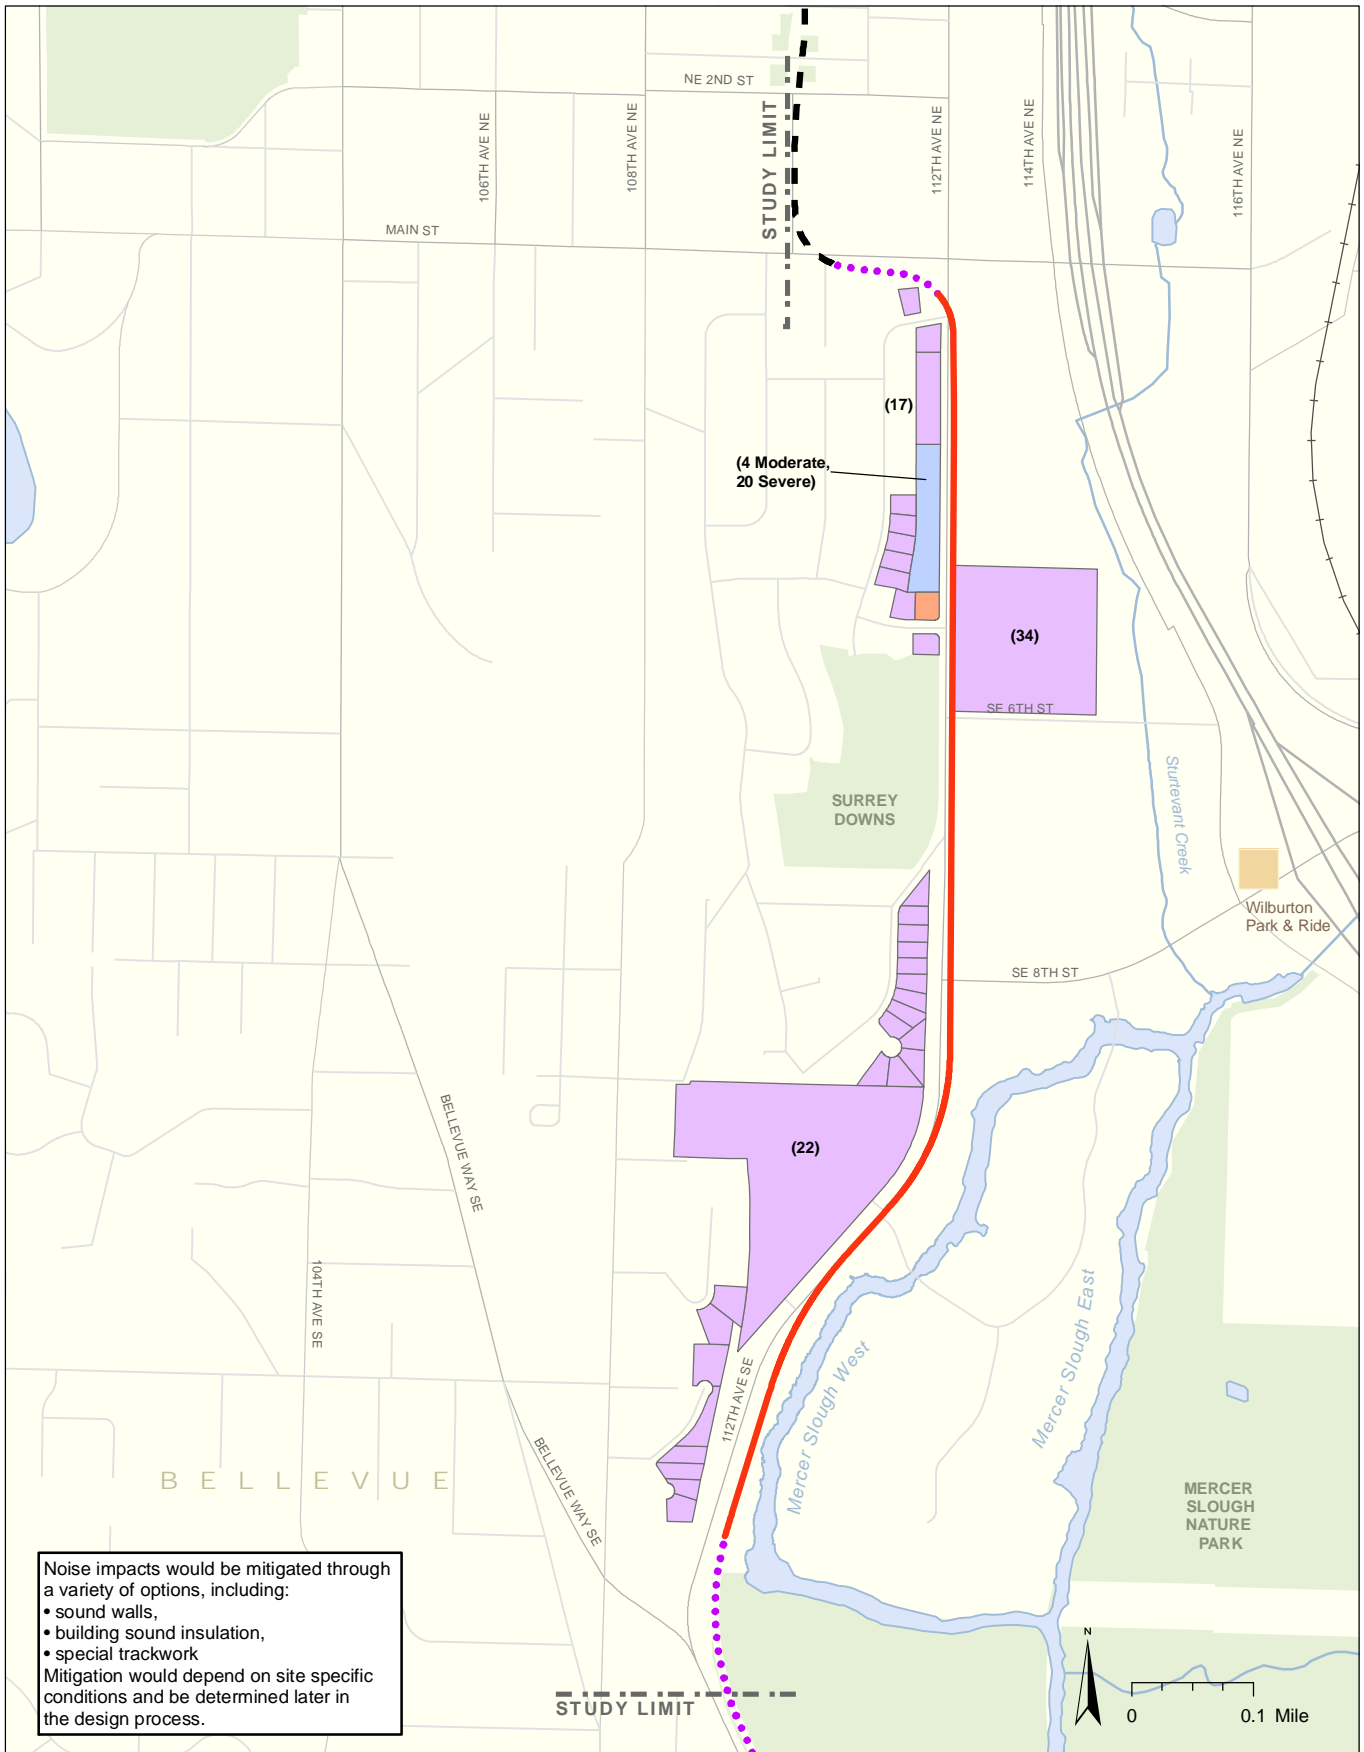 NE 2ND ST
STUDY LIMIT
106TH AVE NE
108TH AVE NE
112TH AVE NE
114TH AVE NE
116TH AVE NE
MAIN ST
(17)
(4 Moderate,
20 Severe)
(34)
SE 6TH ST
SURREY
DOWNS
Sturtevant Creek
Wilburton
Park & Ride
SE 8TH ST
BELLEVUE WAY SE
(22)
104TH AVE SE
Mercer Slough East
Mercer Slough West
112TH AVE SE
BELLEVUE WAY SE
BELLEVUE
MERCER
SLOUGH
NATURE
PARK
Noise impacts would be mitigated through
a variety of options, including:
• sound walls,
• building sound insulation,
• special trackwork
Mitigation would depend on site specific
conditions and be determined later in
the design process.
STUDY LIMIT
N
0 0.1 Mile